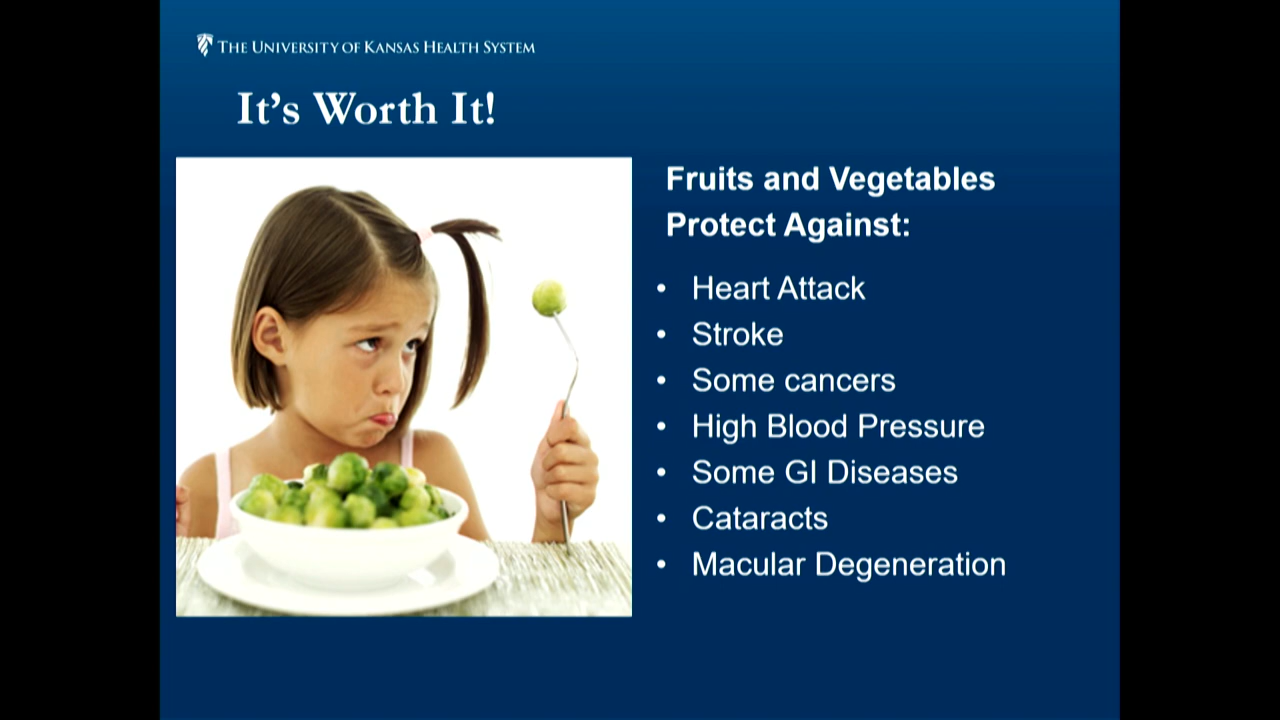 THE UNIVERSITY OF KANSAS HEALTH SYSTEM
It's Worth It!
Fruits and Vegetables
Protect Against:
• Heart Attack
• Stroke
• Some cancers
• High Blood Pressure
• Some GI Diseases
• Cataracts
• Macular Degeneration